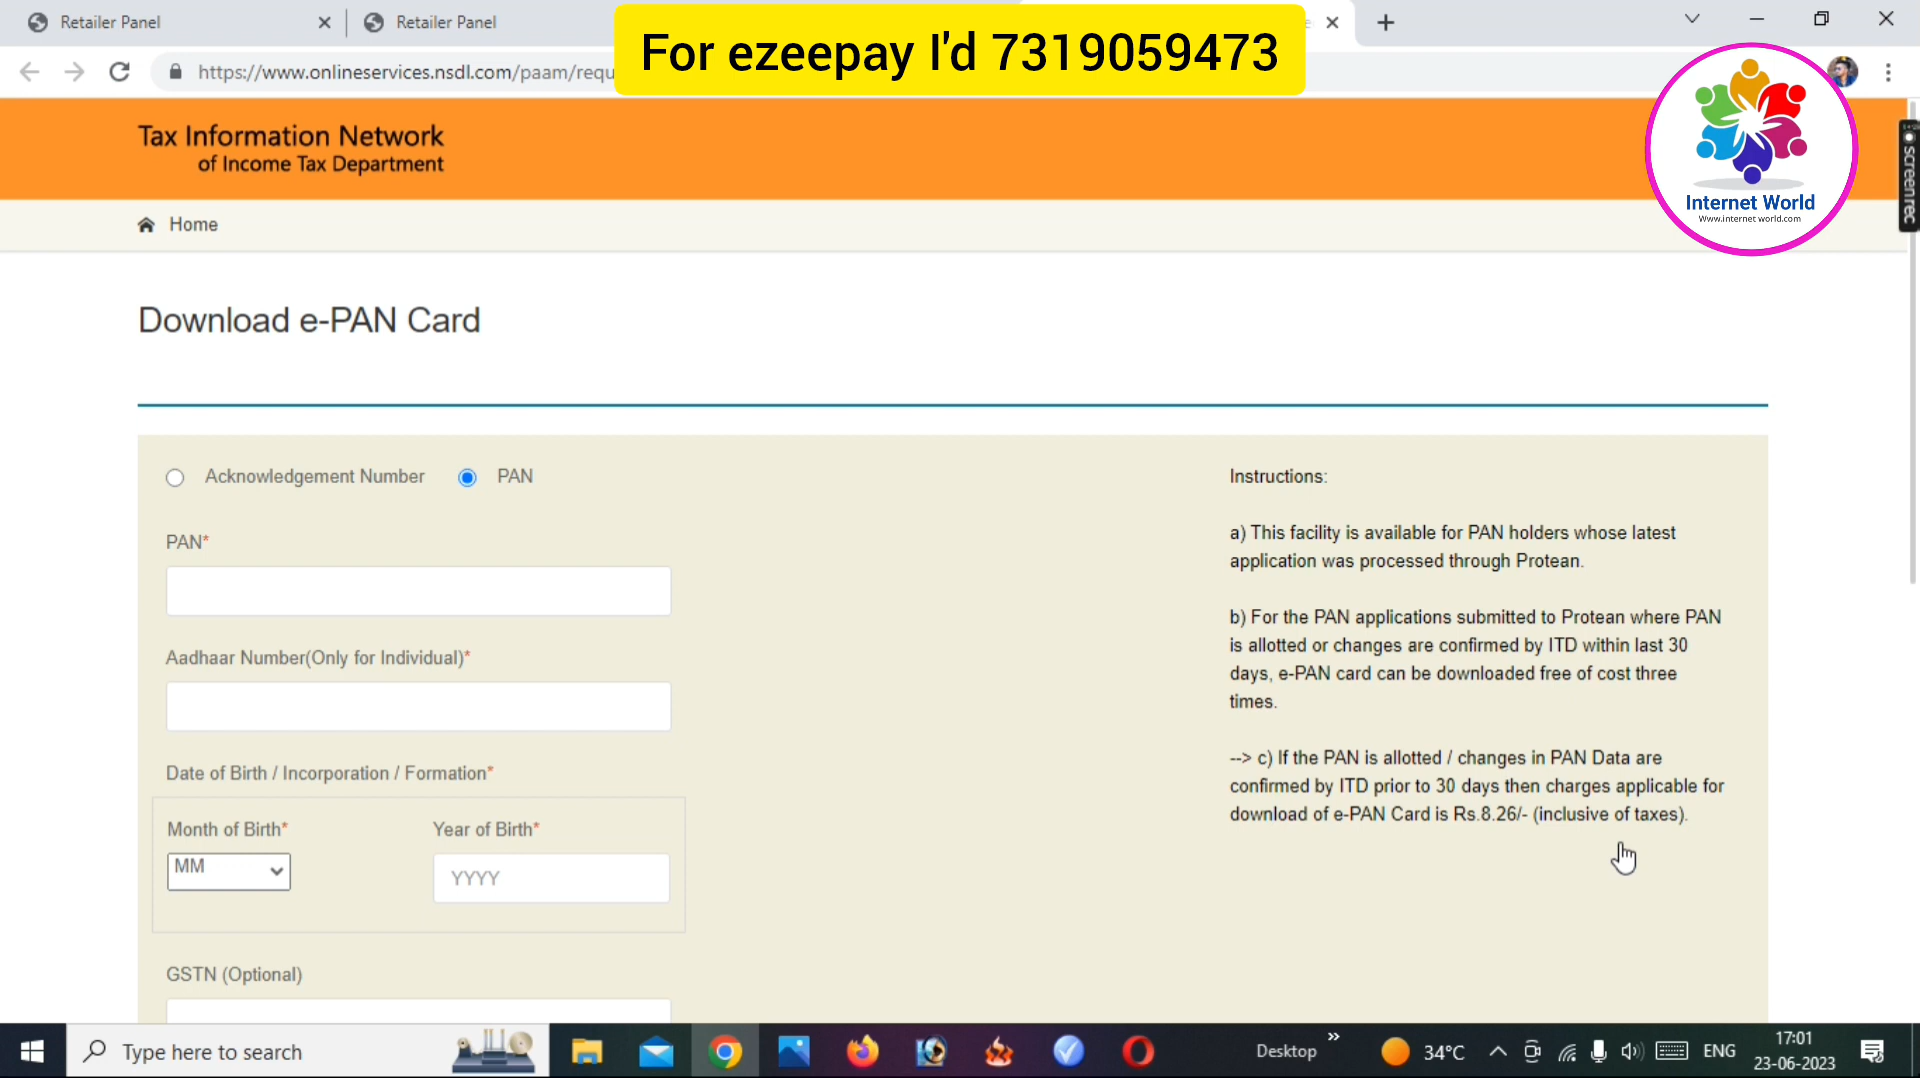 Retailer Panel
Retailer Panel
For ezeepay I'd 7319059473
https://www.onlineservices.nsdl.com/paam/requ
Tax Information Network
of Income Tax Department
Internet World
Www.internet world.com
screenrec
Home
Download e-PAN Card
Acknowledgement Number
PAN
PAN*
Aadhaar Number(Only for Individual)*
Date of Birth / Incorporation / Formation*
Month of Birth*
Year of Birth*
MM
YYYY
GSTN (Optional)
Instructions:
a) This facility is available for PAN holders whose latest
application was processed through Protean.
b) For the PAN applications submitted to Protean where PAN
is allotted or changes are confirmed by ITD within last 30
days, e-PAN card can be downloaded free of cost three
times.
--> c) If the PAN is allotted / changes in PAN Data are
confirmed by ITD prior to 30 days then charges applicable for
download of e-PAN Card is Rs.8.26/- (inclusive of taxes).
Type here to search
Desktop
34°C
ENG
17:01
23-06-2023